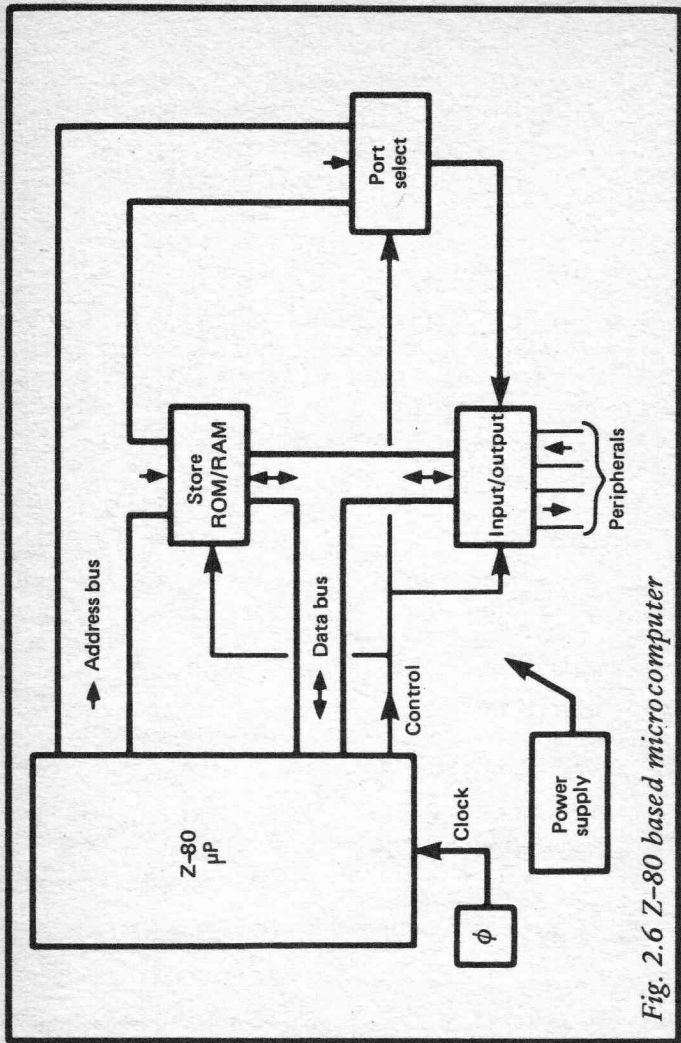 Z-80
µP
Address bus
Data bus
Control
Clock
ϕ
Store
ROM/RAM
Port
select
Input/output
Peripherals
Power
supply
Fig. 2.6 Z-80 based microcomputer